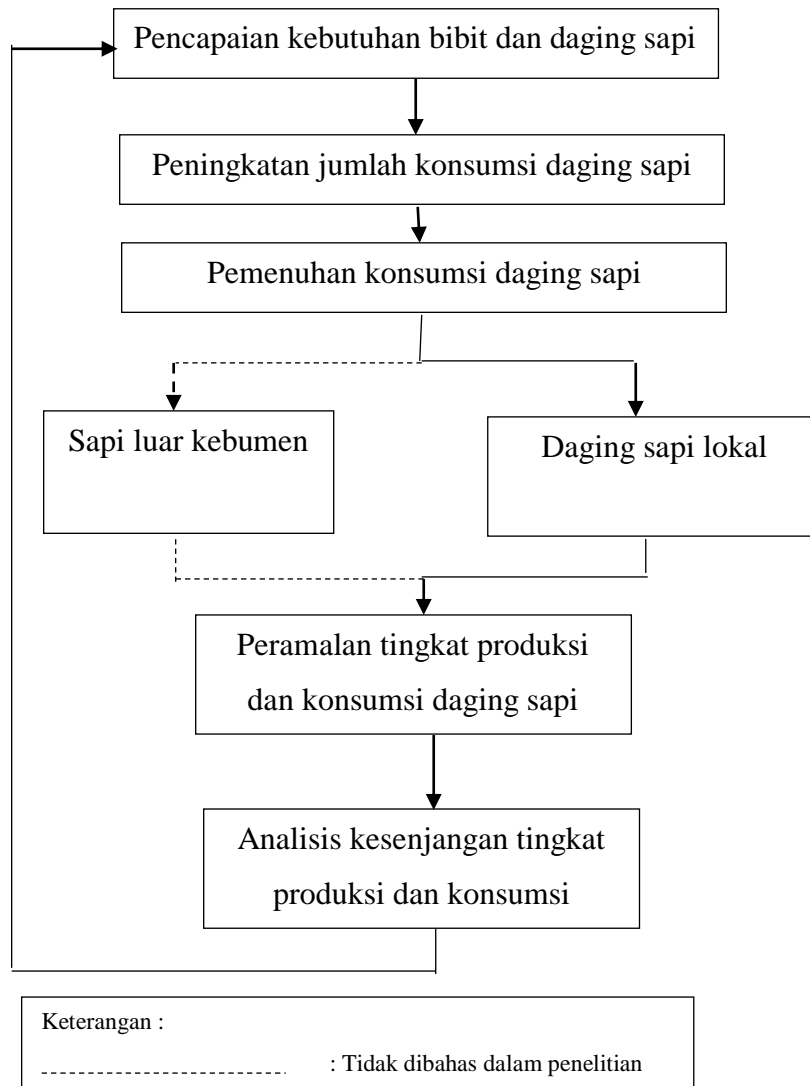 Pencapaian kebutuhan bibit dan daging sapi
Peningkatan jumlah konsumsi daging sapi
Pemenuhan konsumsi daging sapi
Sapi luar kebumen
Daging sapi lokal
Peramalan tingkat produksi
dan konsumsi daging sapi
Analisis kesenjangan tingkat
produksi dan konsumsi
Keterangan :
: Tidak dibahas dalam penelitian